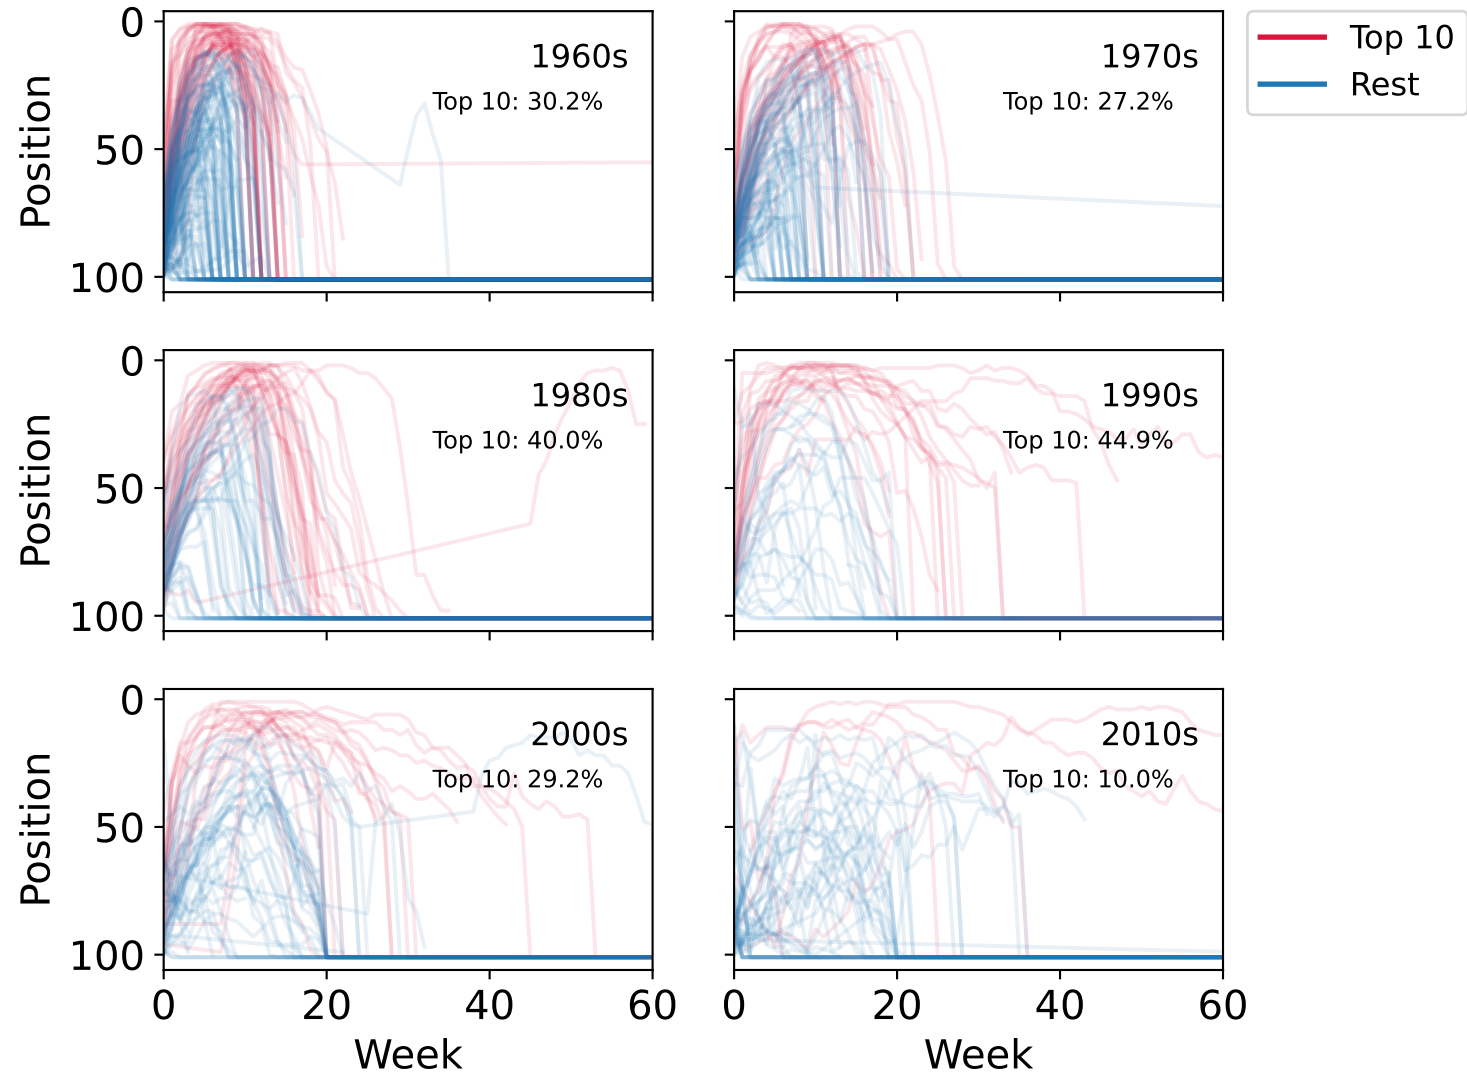 0
50
100
Position
1960s
Top 10: 30.2%
1970s
Top 10: 27.2%
Top 10
Rest
0
50
100
Position
1980s
Top 10: 40.0%
1990s
Top 10: 44.9%
0
50
100
Position
2000s
Top 10: 29.2%
2010s
Top 10: 10.0%
0 20 40 60
Week
0 20 40 60
Week